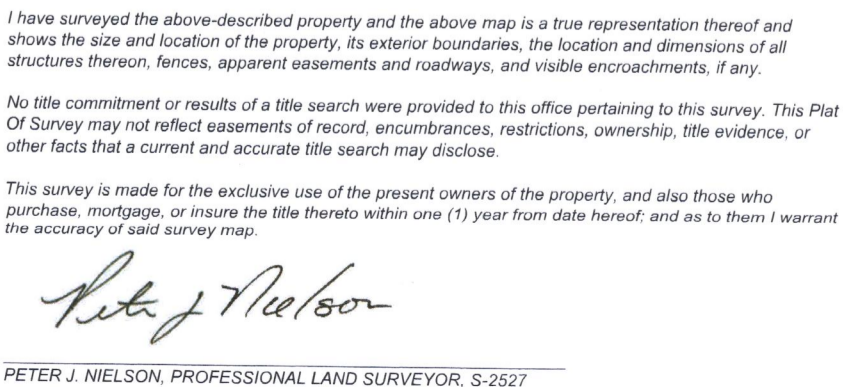 I have surveyed the above-described property and the above map is a true representation thereof and
shows the size and location of the property, its exterior boundaries, the location and dimensions of all
structures thereon, fences, apparent easements and roadways, and visible encroachments, if any.
No title commitment or results of a title search were provided to this office pertaining to this survey. This Plat
Of Survey may not reflect easements of record, encumbrances, restrictions, ownership, title evidence, or
other facts that a current and accurate title search may disclose.
This survey is made for the exclusive use of the present owners of the property, and also those who
purchase, mortgage, or insure the title thereto within one (1) year from date hereof; and as to them I warrant
the accuracy of said survey map.
Peter J Nielson
PETER J. NIELSON, PROFESSIONAL LAND SURVEYOR, S-2527